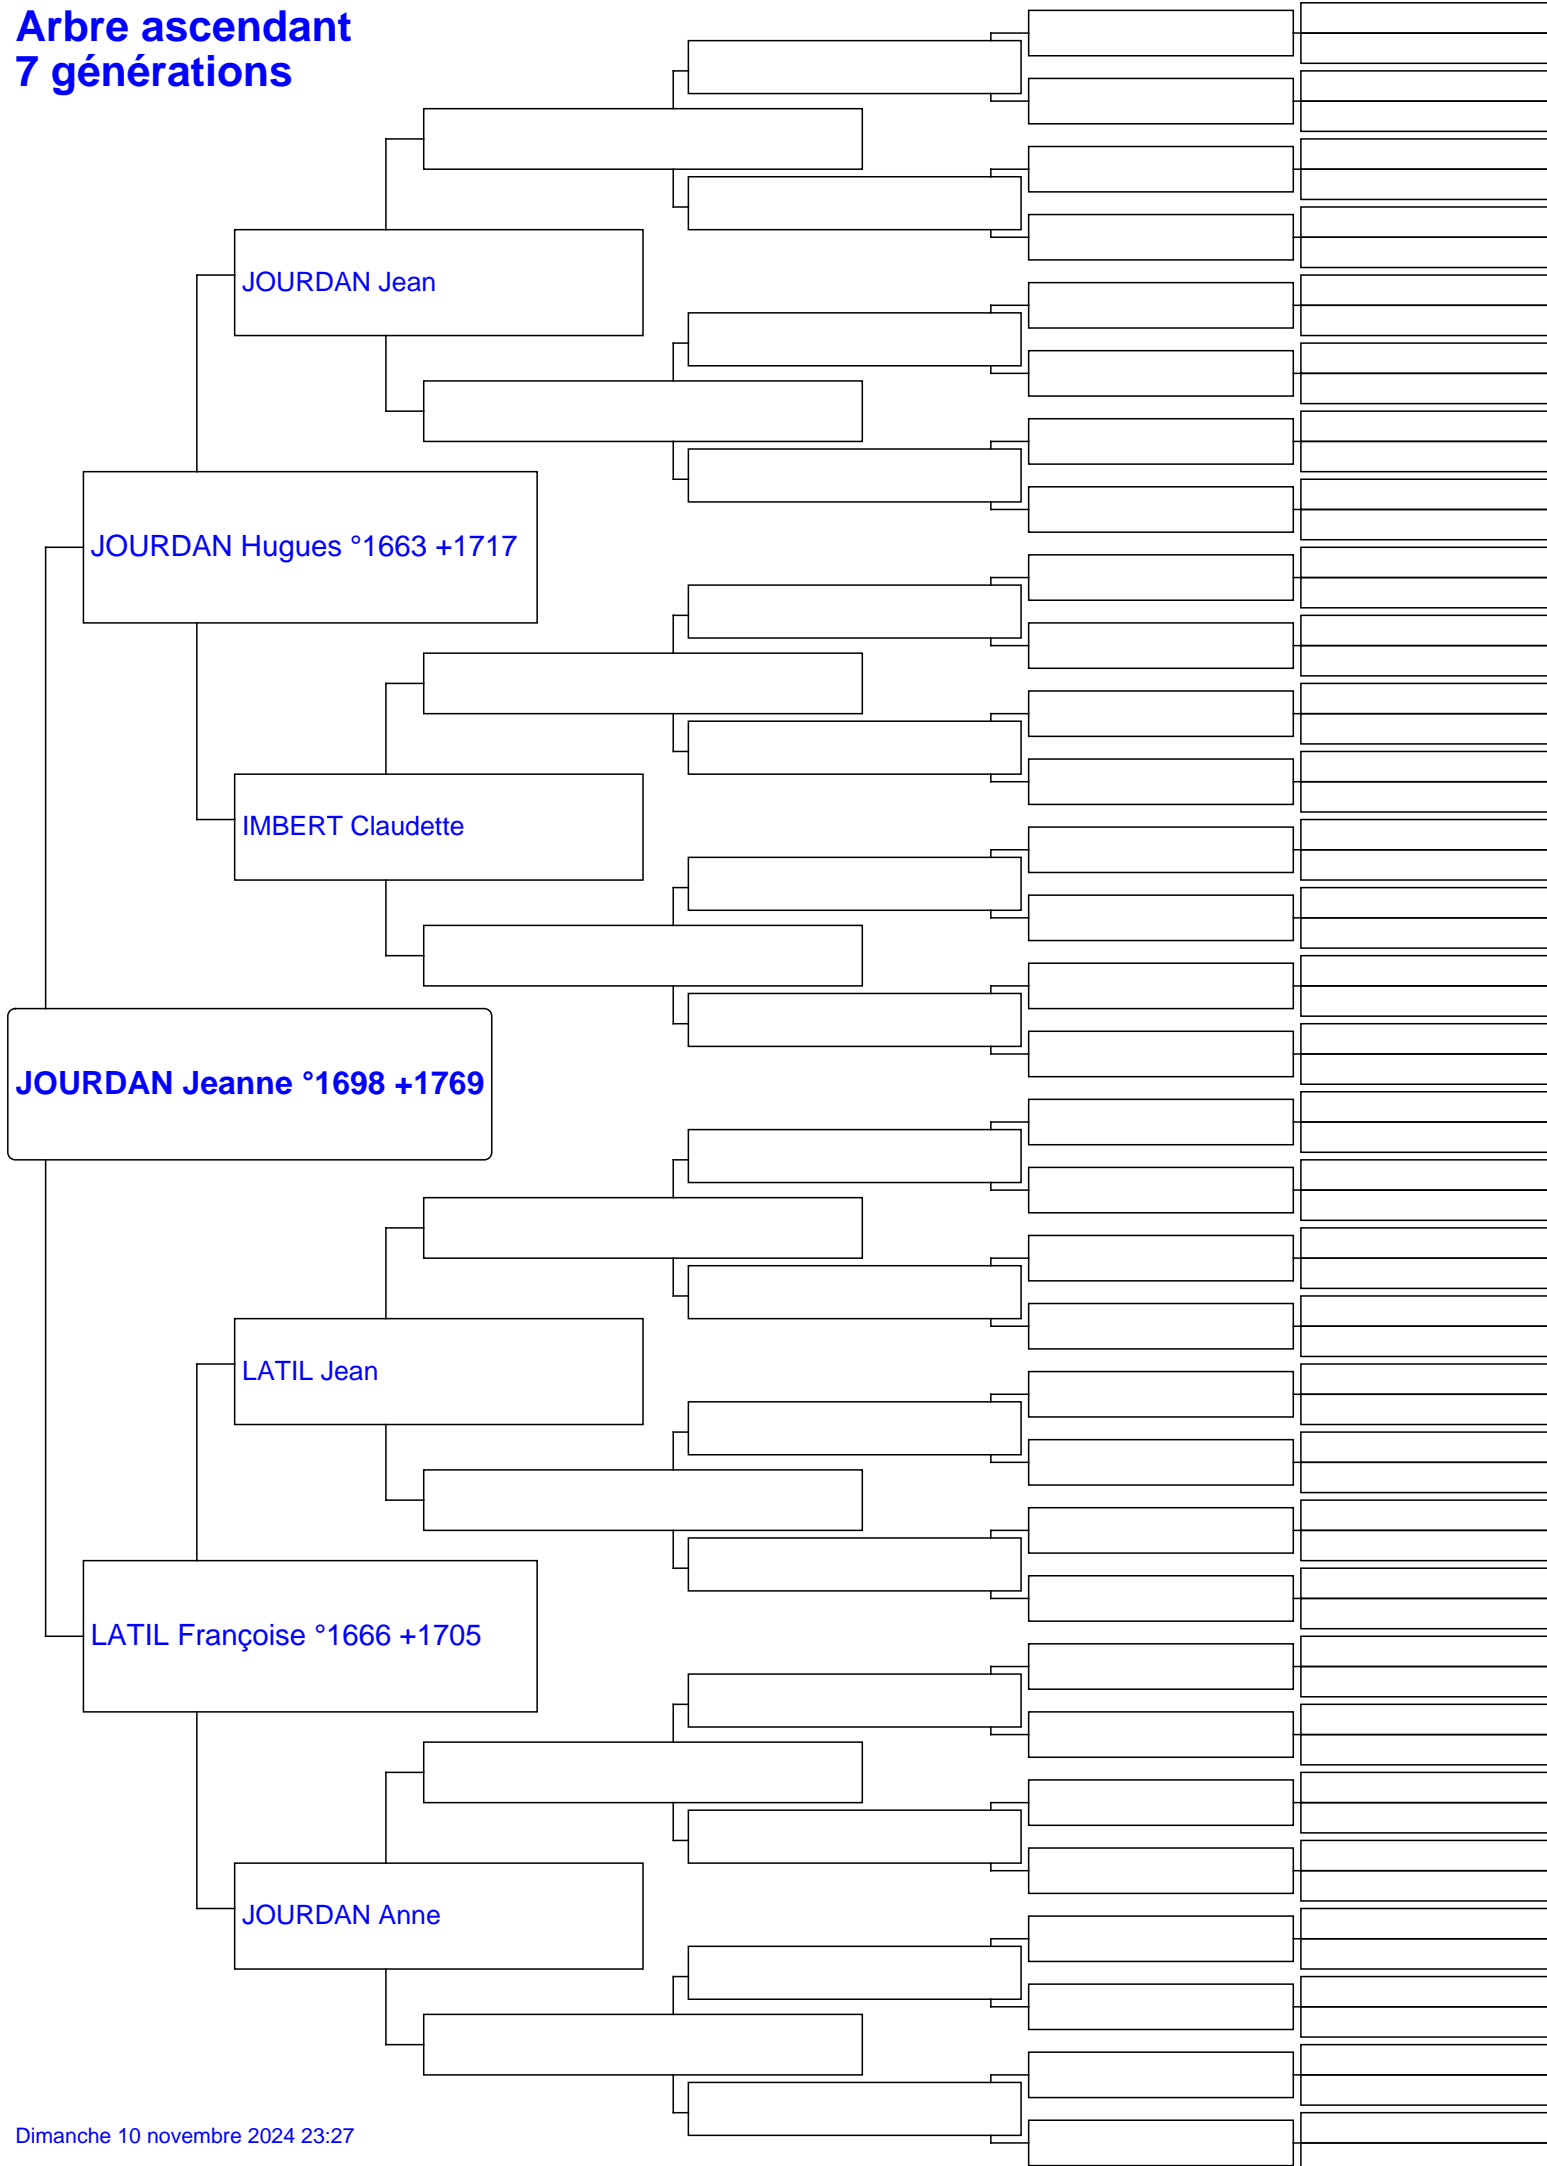 Arbre ascendant
7 générations
JOURDAN Jean
JOURDAN Hugues °1663 +1717
IMBERT Claudette
JOURDAN Jeanne °1698 +1769
LATIL Jean
LATIL Françoise °1666 +1705
JOURDAN Anne
Dimanche 10 novembre 2024 23:27